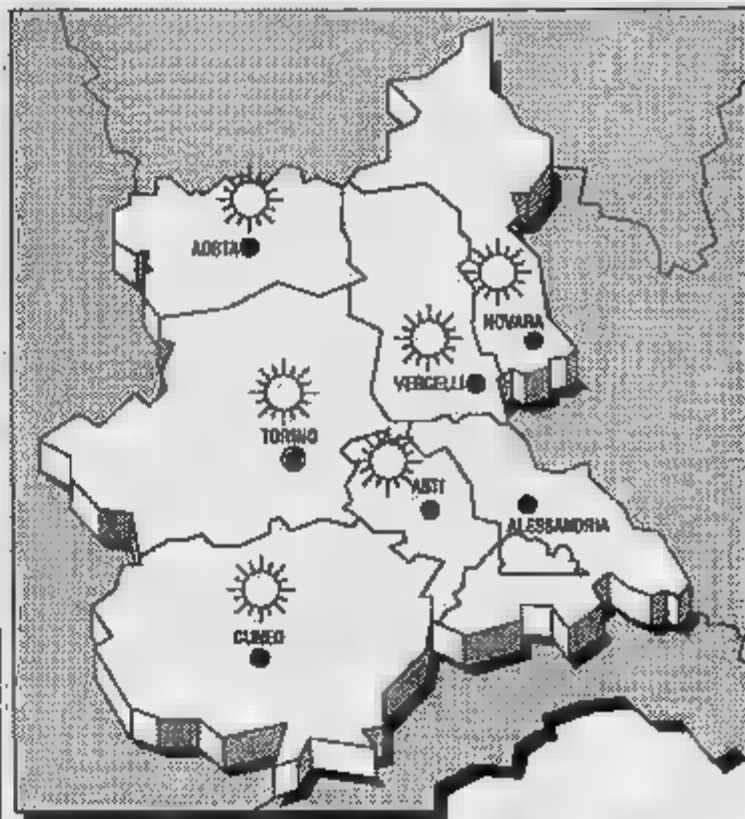 AOSTA
NOVARA
VERCELLI
TORINO
ASTI
ALESSANDRIA
CUNEO